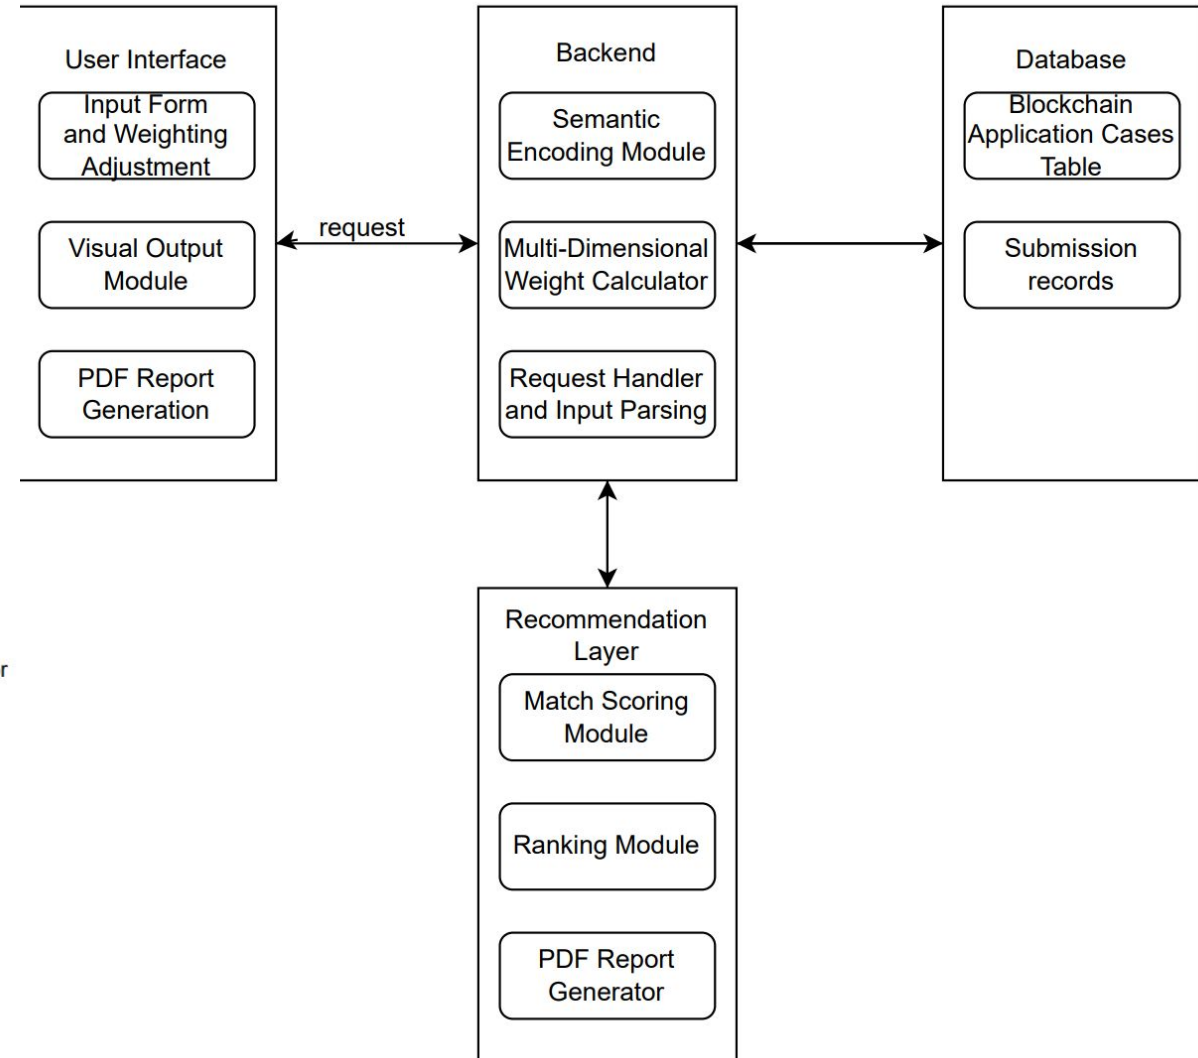 User Interface
Input Form
and Weighting
Adjustment
Visual Output
Module
PDF Report
Generation
request
Backend
Semantic
Encoding Module
Multi-Dimensional
Weight Calculator
Request Handler
and Input Parsing
Database
Blockchain
Application Cases
Table
Submission
records
Recommendation
Layer
Match Scoring
Module
Ranking Module
PDF Report
Generator